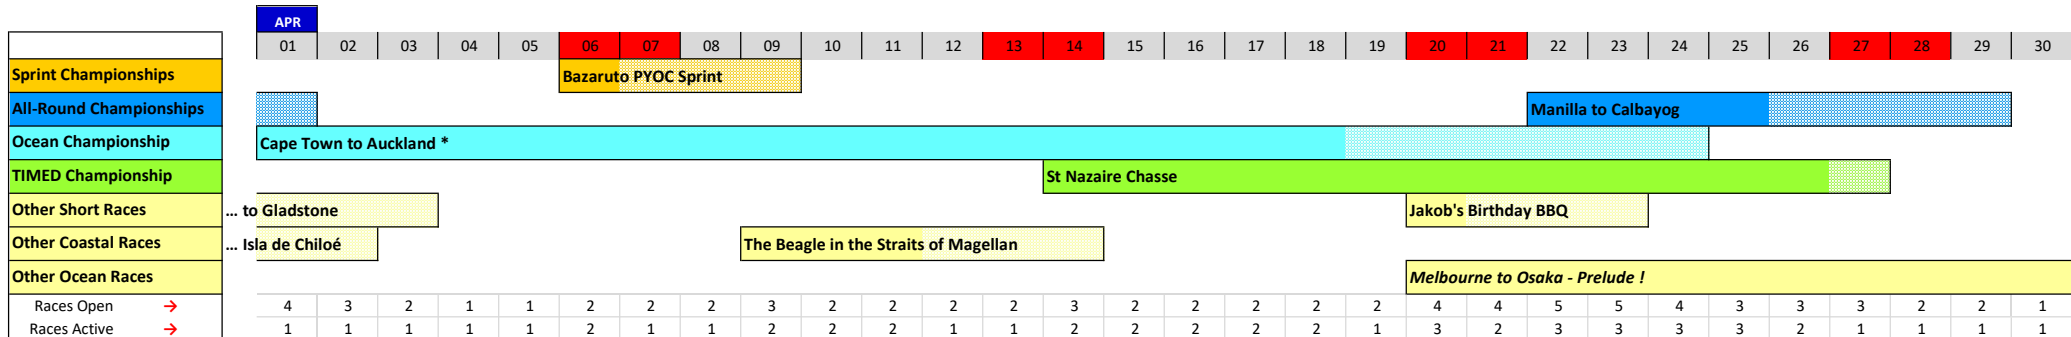 APR
01 02 03 04 05 06 07 08 09 10 11 12 13 14 15 16 17 18 19 20 21 22 23 24 25 26 27 28 29 30
Sprint Championships Bazaruto PYOC Sprint
All-Round Championships Manilla to Calbayog
Ocean Championship Cape Town to Auckland *
TIMED Championship St Nazaire Chasse
Other Short Races ... to Gladstone Jakob's Birthday BBQ
Other Coastal Races ... Isla de Chiloé The Beagle in the Straits of Magellan
Other Ocean Races Melbourne to Osaka - Prelude !
Races Open → 4 3 2 1 1 2 2 2 3 2 2 2 2 3 2 2 2 2 2 4 4 5 5 4 3 3 3 2 2 1
Races Active → 1 1 1 1 1 2 1 1 2 2 2 1 1 2 2 2 2 2 1 3 2 3 3 3 3 2 1 1 1 1